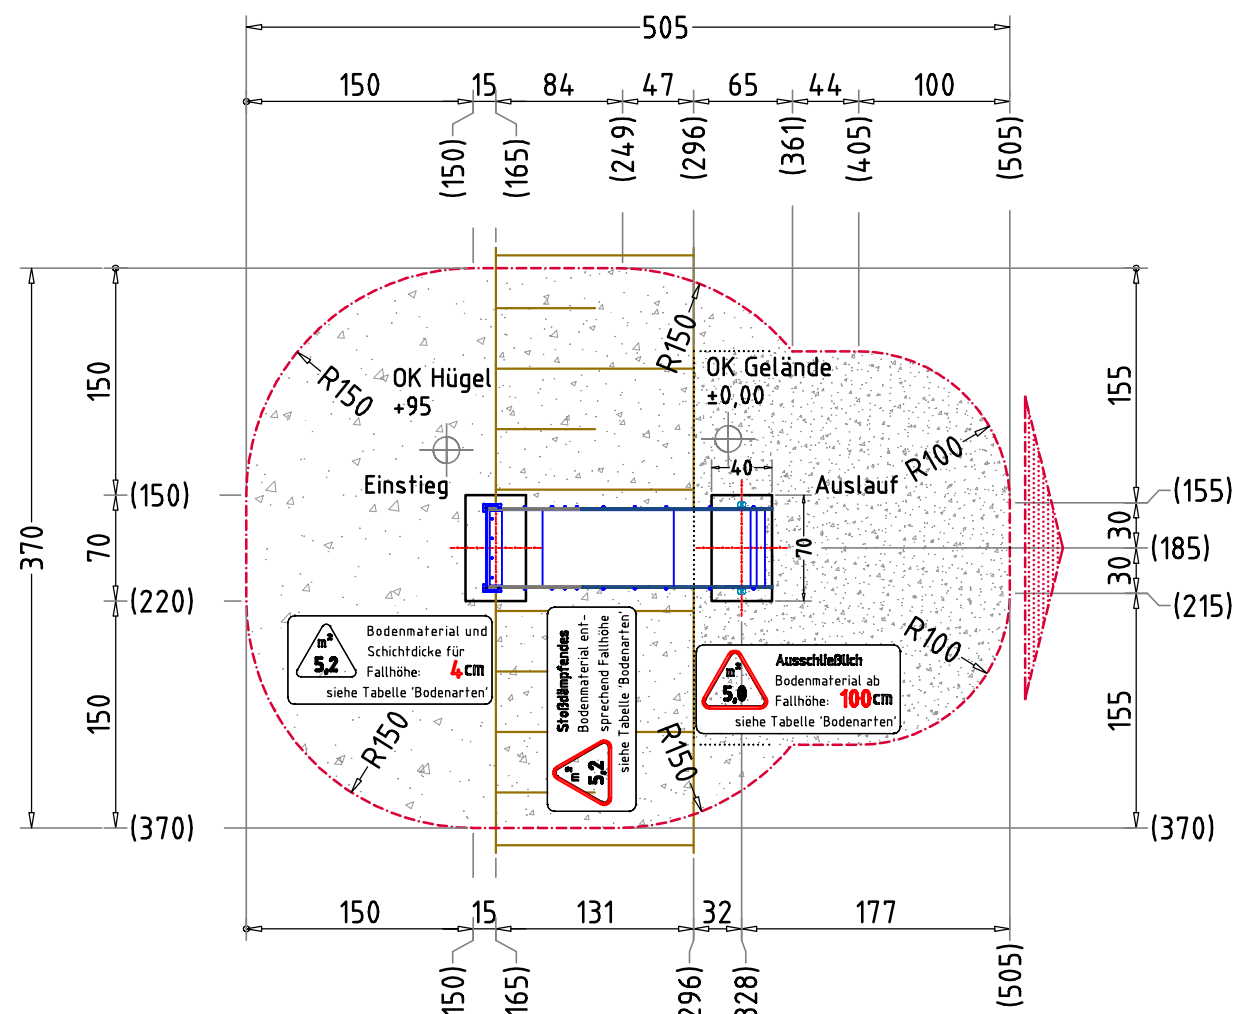 505
150 15 84 47 65 44 100
(150) (165) (249) (296) (361) (405) (505)
370
150
70
150
(150)
(220)
(370)
155
30
30
155
(155)
(185)
(215)
(370)
R150
R150
R100
R100
R150
R150
OK Hügel
+95
OK Gelände
±0,00
Einstieg
Auslauf
40
70
m²
5,2
Bodenmaterial und
Schichtdicke für
Fallhöhe: 4cm
siehe Tabelle 'Bodenarten'
Stoßdämpfendes
Bodenmaterial ent-
sprechend Fallhöhe
siehe Tabelle 'Bodenarten'
m²
5,2
m²
5,0
Ausschließlich
Bodenmaterial ab
Fallhöhe: 100cm
siehe Tabelle 'Bodenarten'
150 15 131 32 177
150) 165) 296) 328) (505)